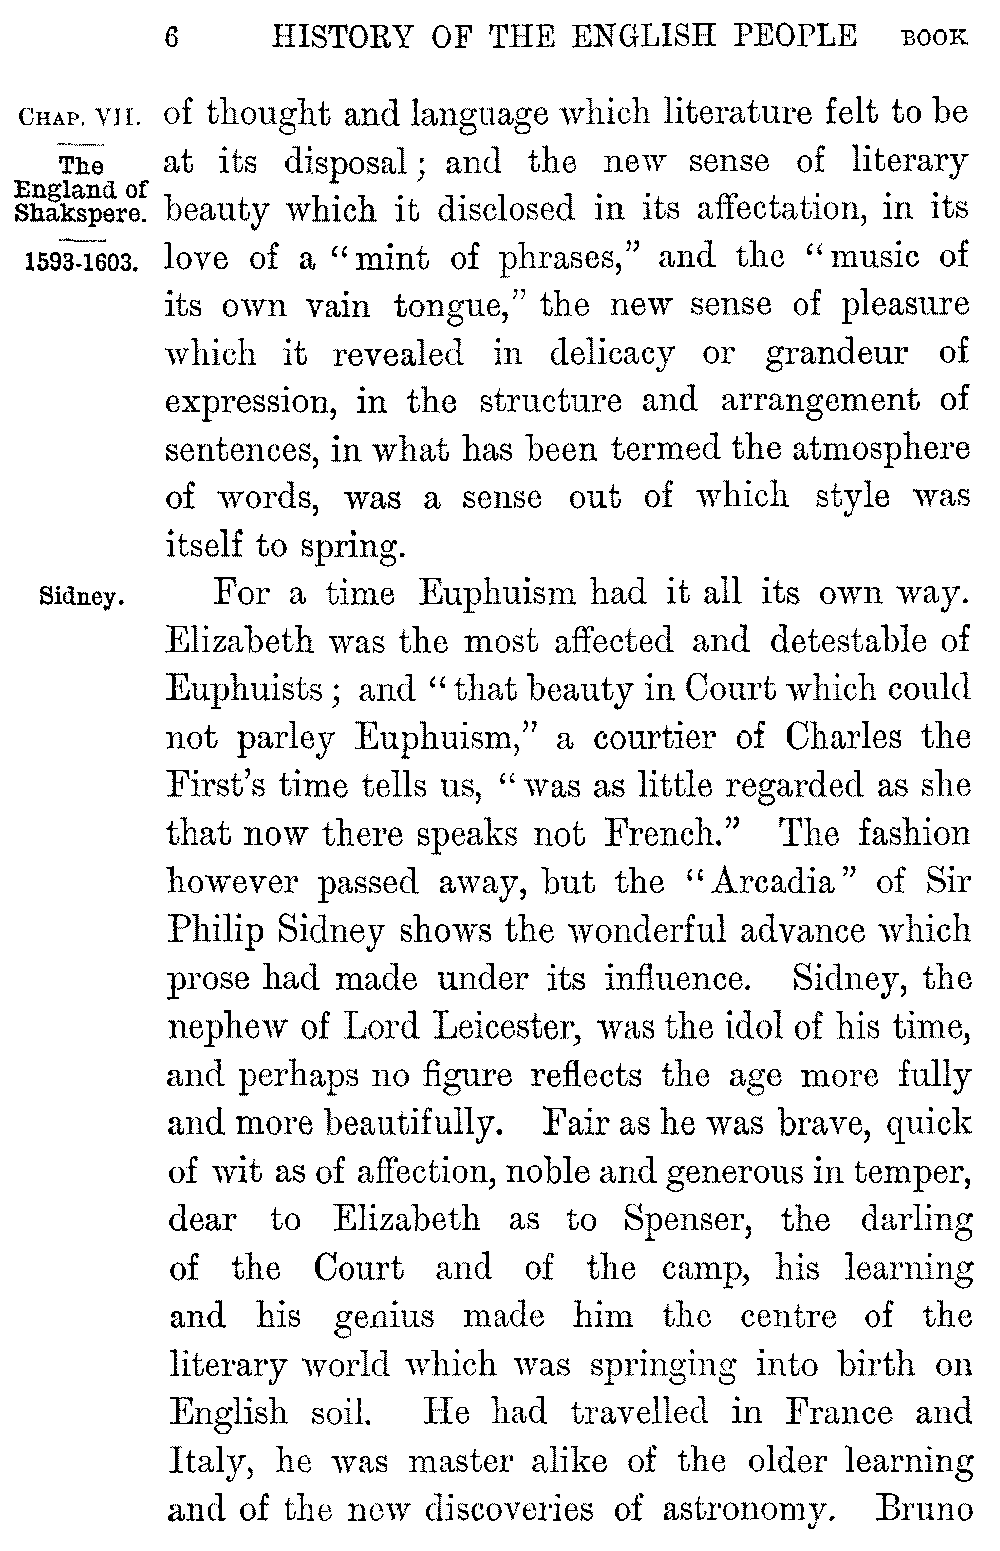 6 HISTORY OF THE ENGLISH PEOPLE BOOK
CHAP. VII.
The
England of
Shakspere.
1593-1603.
of thought and language which literature felt to be
at its disposal; and the new sense of literary
beauty which it disclosed in its affectation, in its
love of a “mint of phrases,” and the “music of
its own vain tongue,” the new sense of pleasure
which it revealed in delicacy or grandeur of
expression, in the structure and arrangement of
sentences, in what has been termed the atmosphere
of words, was a sense out of which style was
itself to spring.
Sidney.
For a time Euphuism had it all its own way.
Elizabeth was the most affected and detestable of
Euphuists; and “that beauty in Court which could
not parley Euphuism,” a courtier of Charles the
First's time tells us, “was as little regarded as she
that now there speaks not French.” The fashion
however passed away, but the “Arcadia” of Sir
Philip Sidney shows the wonderful advance which
prose had made under its influence. Sidney, the
nephew of Lord Leicester, was the idol of his time,
and perhaps no figure reflects the age more fully
and more beautifully. Fair as he was brave, quick
of wit as of affection, noble and generous in temper,
dear to Elizabeth as to Spenser, the darling
of the Court and of the camp, his learning
and his genius made him the centre of the
literary world which was springing into birth on
English soil. He had travelled in France and
Italy, he was master alike of the older learning
and of the new discoveries of astronomy. Bruno